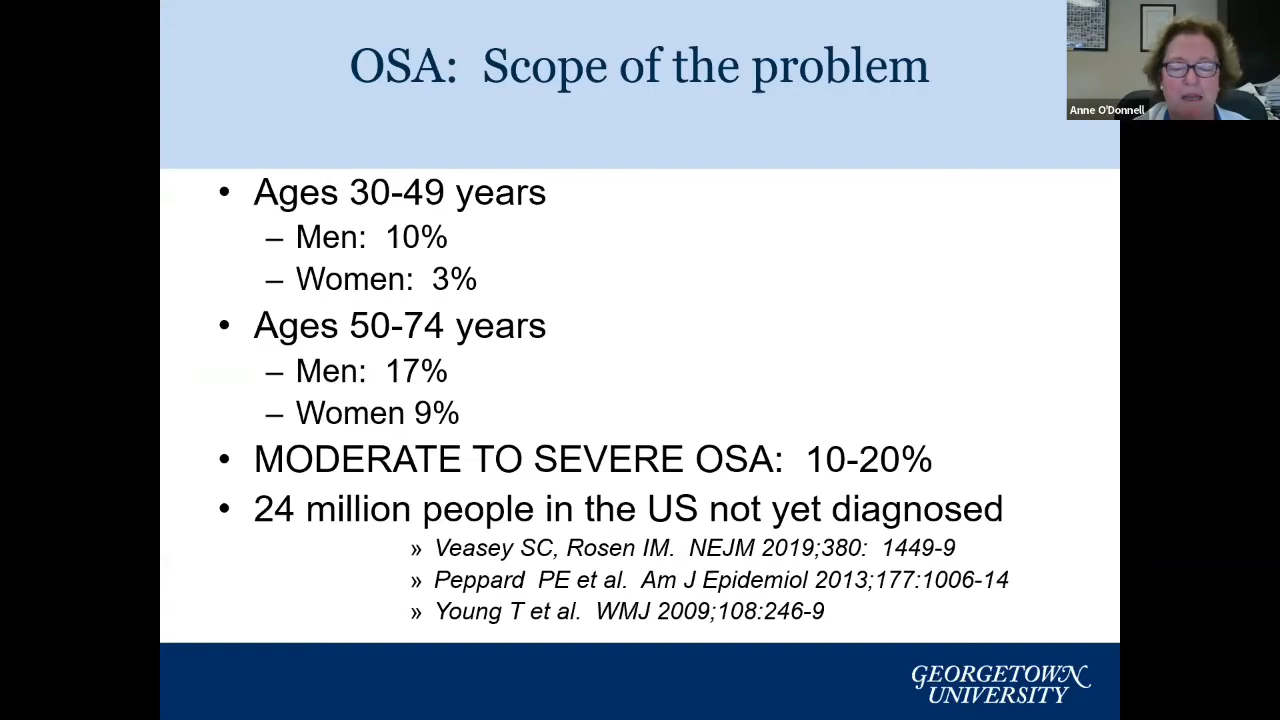 OSA: Scope of the problem
Anne O'Donnell
• Ages 30-49 years
– Men: 10%
– Women: 3%
• Ages 50-74 years
– Men: 17%
– Women 9%
• MODERATE TO SEVERE OSA: 10-20%
• 24 million people in the US not yet diagnosed
» Veasey SC, Rosen IM. NEJM 2019;380: 1449-9
» Peppard PE et al. Am J Epidemiol 2013;177:1006-14
» Young T et al. WMJ 2009;108:246-9
GEORGETOWN
UNIVERSITY